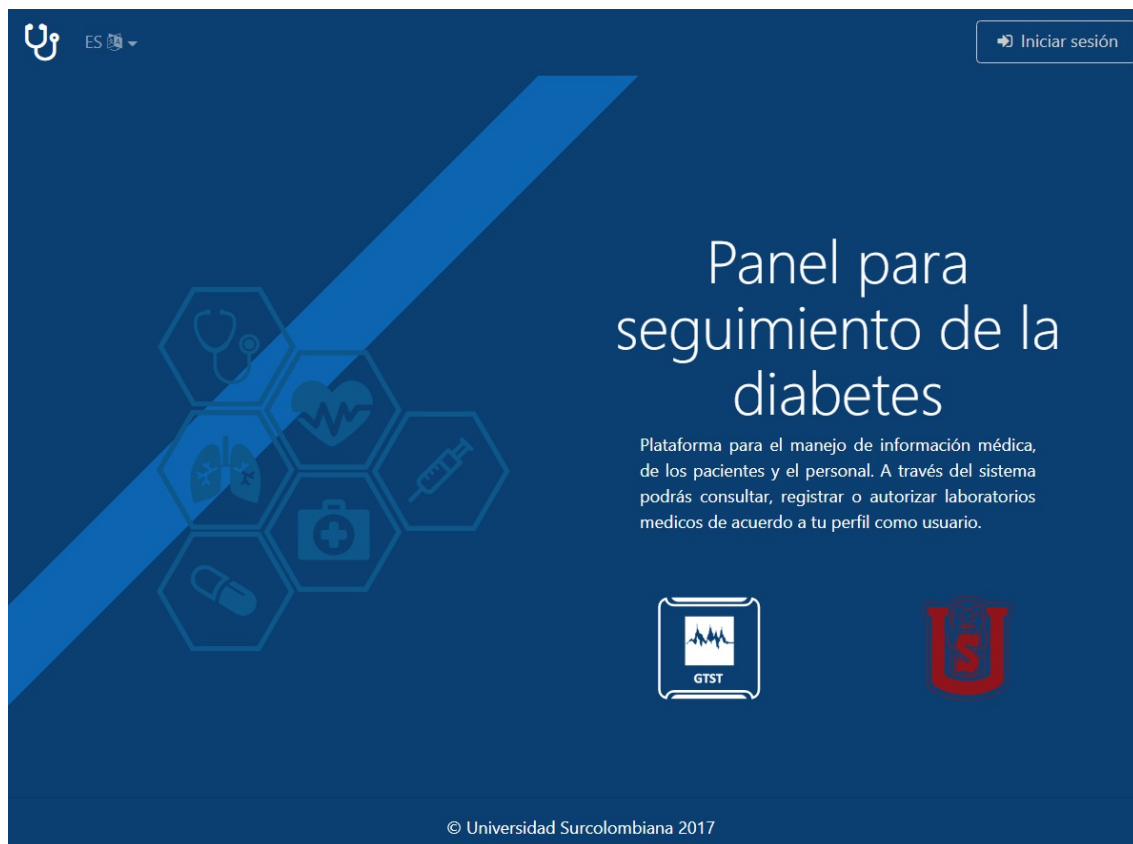 ES
Iniciar sesión
Panel para
seguimiento de la
diabetes
Plataforma para el manejo de información médica,
de los pacientes y el personal. A través del sistema
podrás consultar, registrar o autorizar laboratorios
medicos de acuerdo a tu perfil como usuario.
GTST
U S
© Universidad Surcolombiana 2017